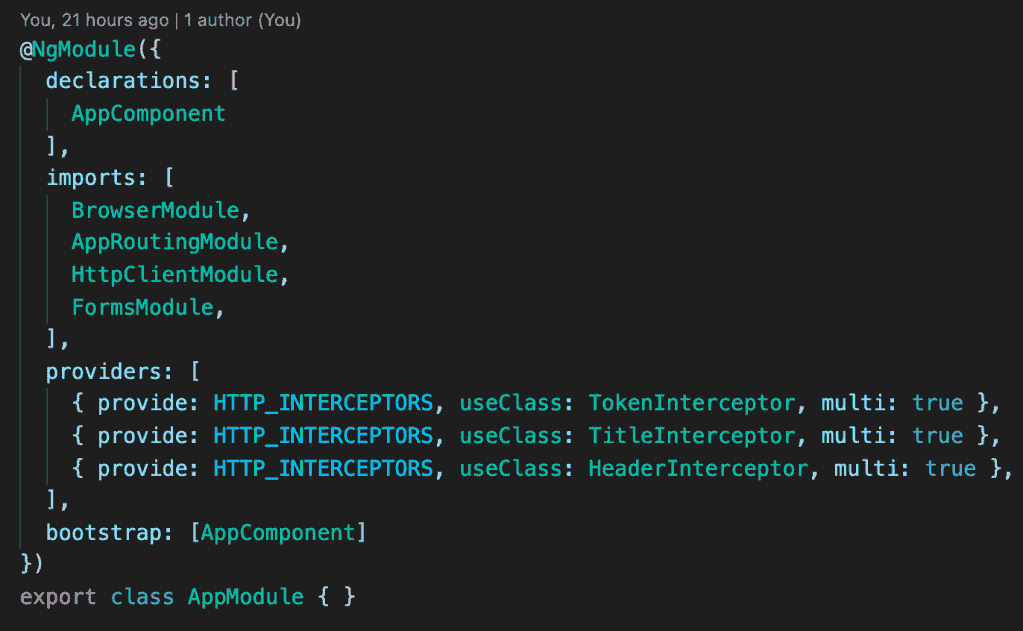 You, 21 hours ago | 1 author (You)
@NgModule({
  declarations: [
    AppComponent
  ],
  imports: [
    BrowserModule,
    AppRoutingModule,
    HttpClientModule,
    FormsModule,
  ],
  providers: [
    { provide: HTTP_INTERCEPTORS, useClass: TokenInterceptor, multi: true },
    { provide: HTTP_INTERCEPTORS, useClass: TitleInterceptor, multi: true },
    { provide: HTTP_INTERCEPTORS, useClass: HeaderInterceptor, multi: true },
  ],
  bootstrap: [AppComponent]
})
export class AppModule { }